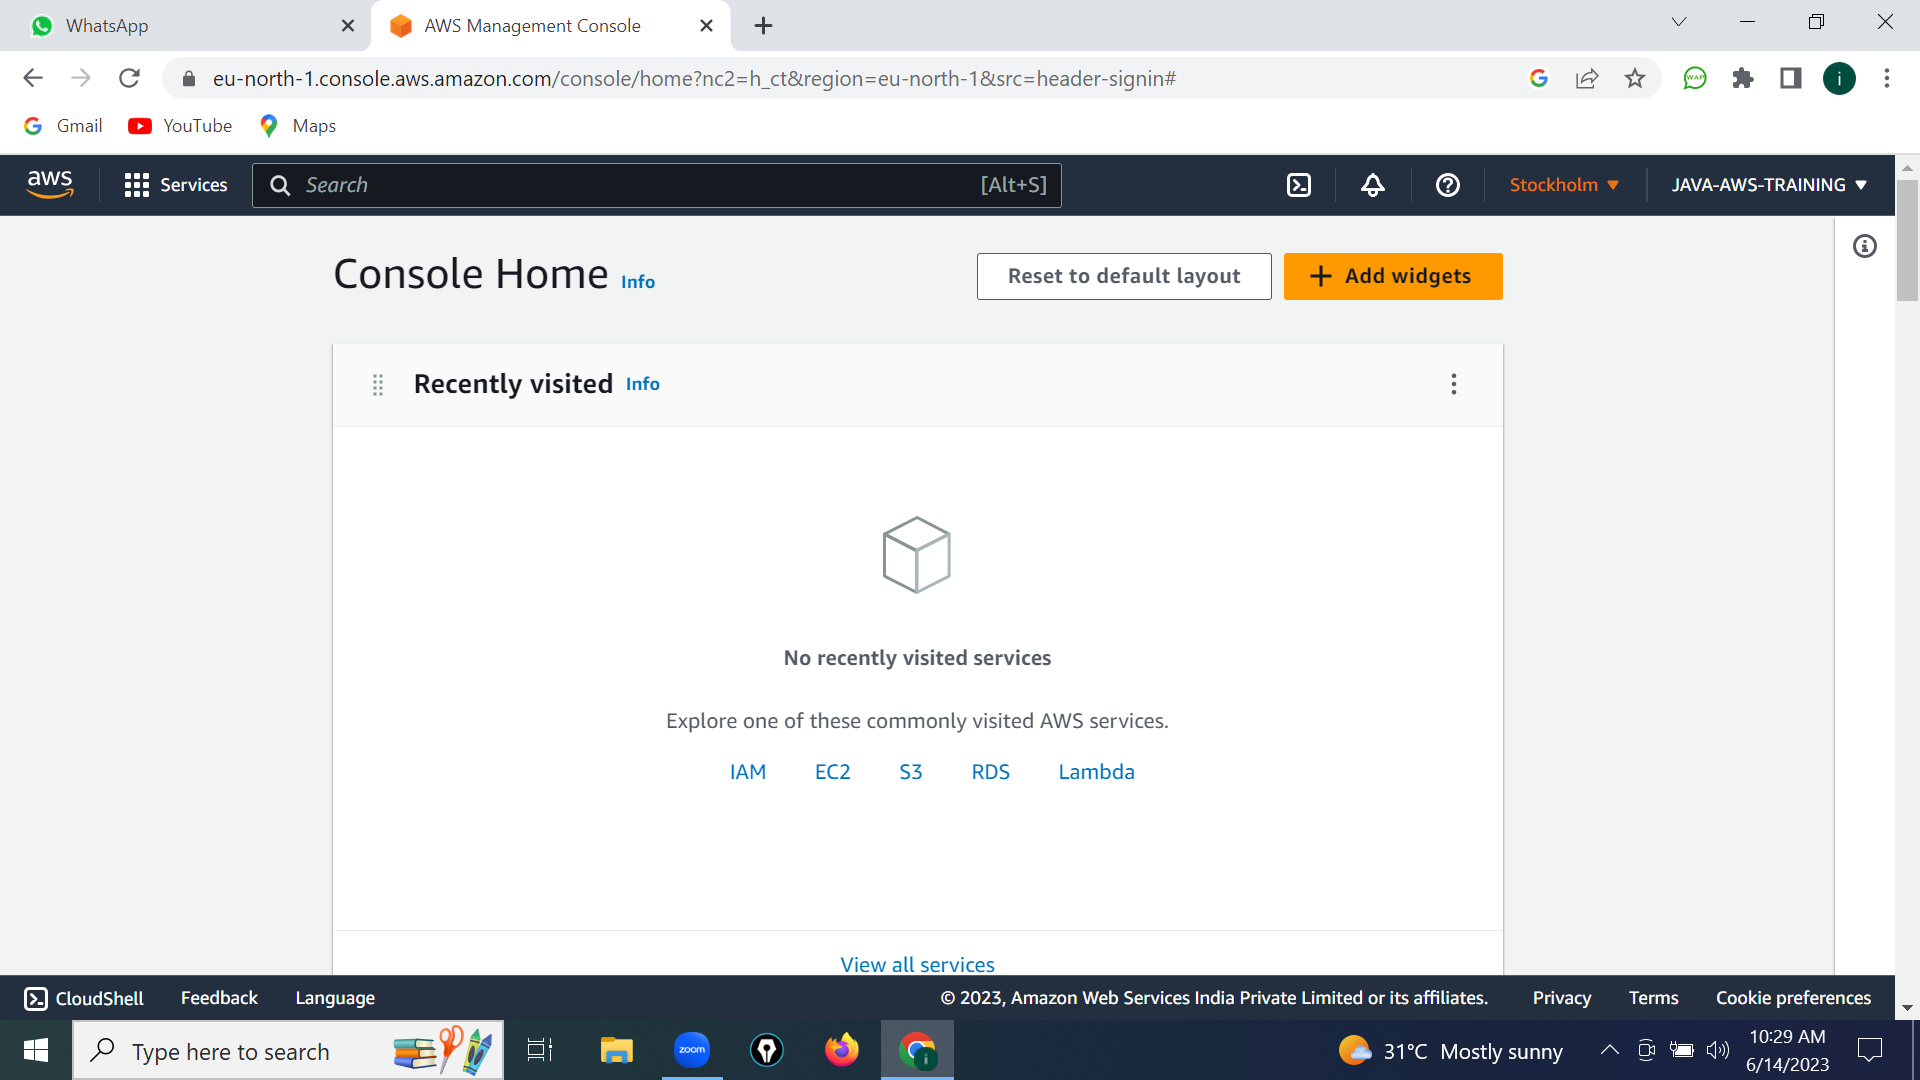 WhatsApp
AWS Management Console
eu-north-1.console.aws.amazon.com/console/home?nc2=h_ct&region=eu-north-1&src=header-signin#
WAP
i
Gmail
YouTube
Maps
aws
Services
Search
[Alt+S]
Stockholm
JAVA-AWS-TRAINING
Console Home Info
Reset to default layout
Add widgets
Recently visited Info
No recently visited services
Explore one of these commonly visited AWS services.
IAM EC2 S3 RDS Lambda
View all services
CloudShell
Feedback
Language
© 2023, Amazon Web Services India Private Limited or its affiliates.
Privacy
Terms
Cookie preferences
Type here to search
zoom
i
31°C Mostly sunny
10:29 AM
6/14/2023